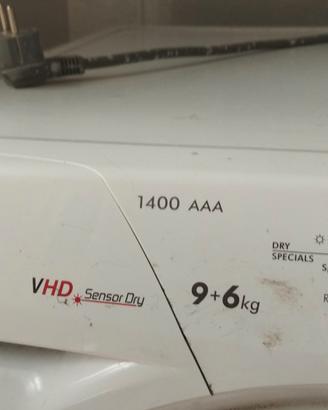 1400 AAA
DRY
SPECIALS
VHD Sensor Dry
9+6kg